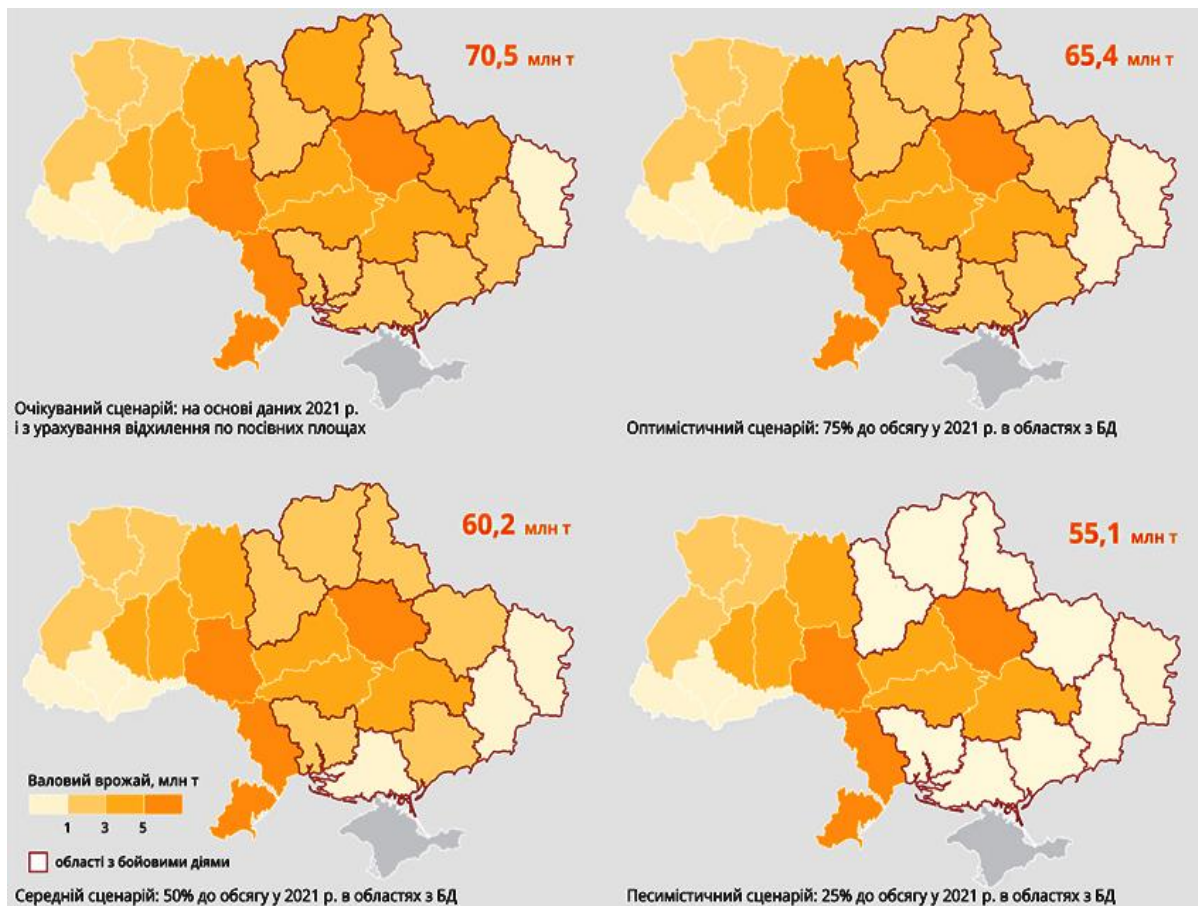 70,5 млн т
65,4 млн т
Очікуваний сценарій: на основі даних 2021 р.
і з урахування відхилення по посівних площах
Оптимістичний сценарій: 75% до обсягу у 2021 р. в областях з БД
60,2 млн т
55,1 млн т
Валовий врожай, млн т
1 3 5
області з бойовими діями
Середній сценарій: 50% до обсягу у 2021 р. в областях з БД
Песимістичний сценарій: 25% до обсягу у 2021 р. в областях з БД